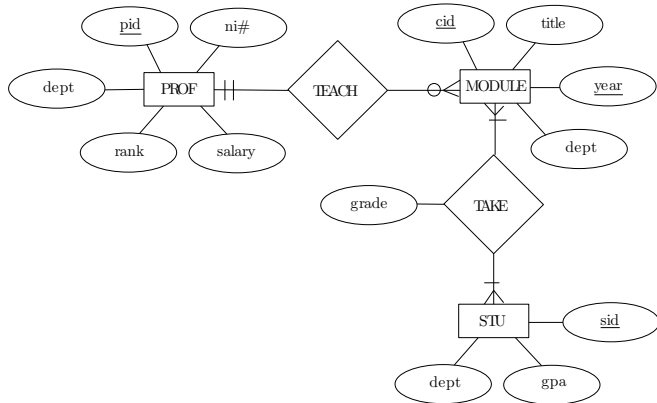 pid
ni#
cid
title
dept
PROF
TEACH
MODULE
year
rank
salary
dept
grade
TAKE
STU
sid
dept
gpa